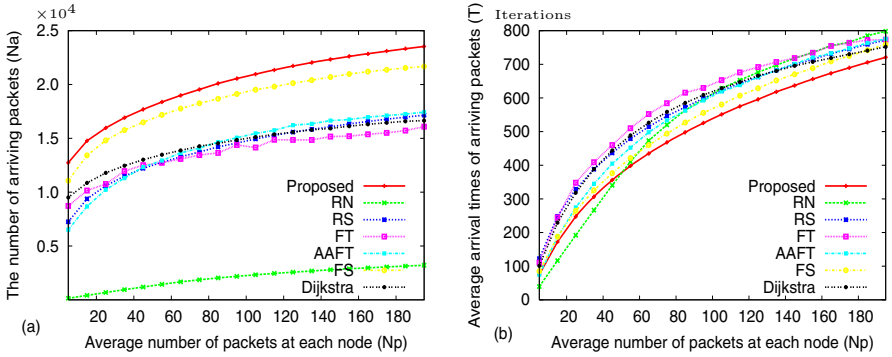 ×10⁴
2.5
2.0
1.5
1.0
0.5
The number of arriving packets (Na)
Proposed
RN
RS
FT
AAFT
FS
Dijkstra
20 40 60 80 100 120 140 160 180
(a)
Average number of packets at each node (Np)
Iterations
800
700
600
500
400
300
200
100
0
Average arrival times of arriving packets (T)
Proposed
RN
RS
FT
AAFT
FS
Dijkstra
20 40 60 80 100 120 140 160 180
(b)
Average number of packets at each node (Np)